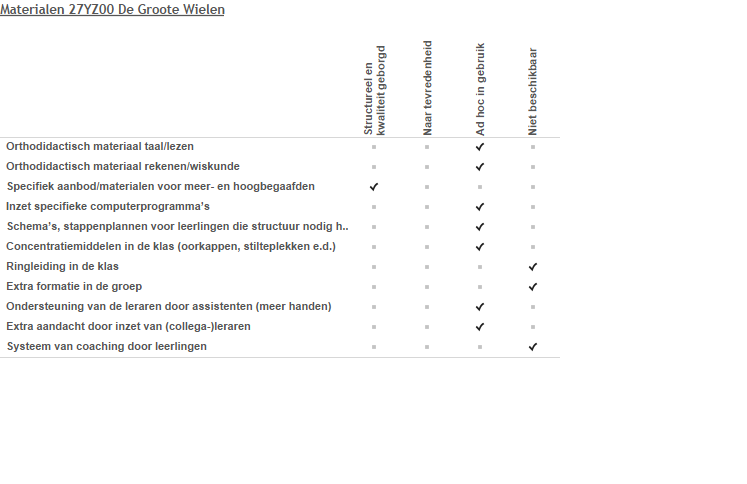 Materialen 27YZ00 De Groote Wielen
Structureel en
kwaliteit geborgd
Naar tevredenheid
Ad hoc in gebruik
Niet beschikbaar
Orthodidactisch materiaal taal/lezen
Orthodidactisch materiaal rekenen/wiskunde
Specifiek aanbod/materialen voor meer- en hoogbegaafden
Inzet specifieke computerprogramma's
Schema's, stappenplannen voor leerlingen die structuur nodig h..
Concentratiemiddelen in de klas (oorkappen, stilteplekken e.d.)
Ringleiding in de klas
Extra formatie in de groep
Ondersteuning van de leraren door assistenten (meer handen)
Extra aandacht door inzet van (collega-)leraren
Systeem van coaching door leerlingen